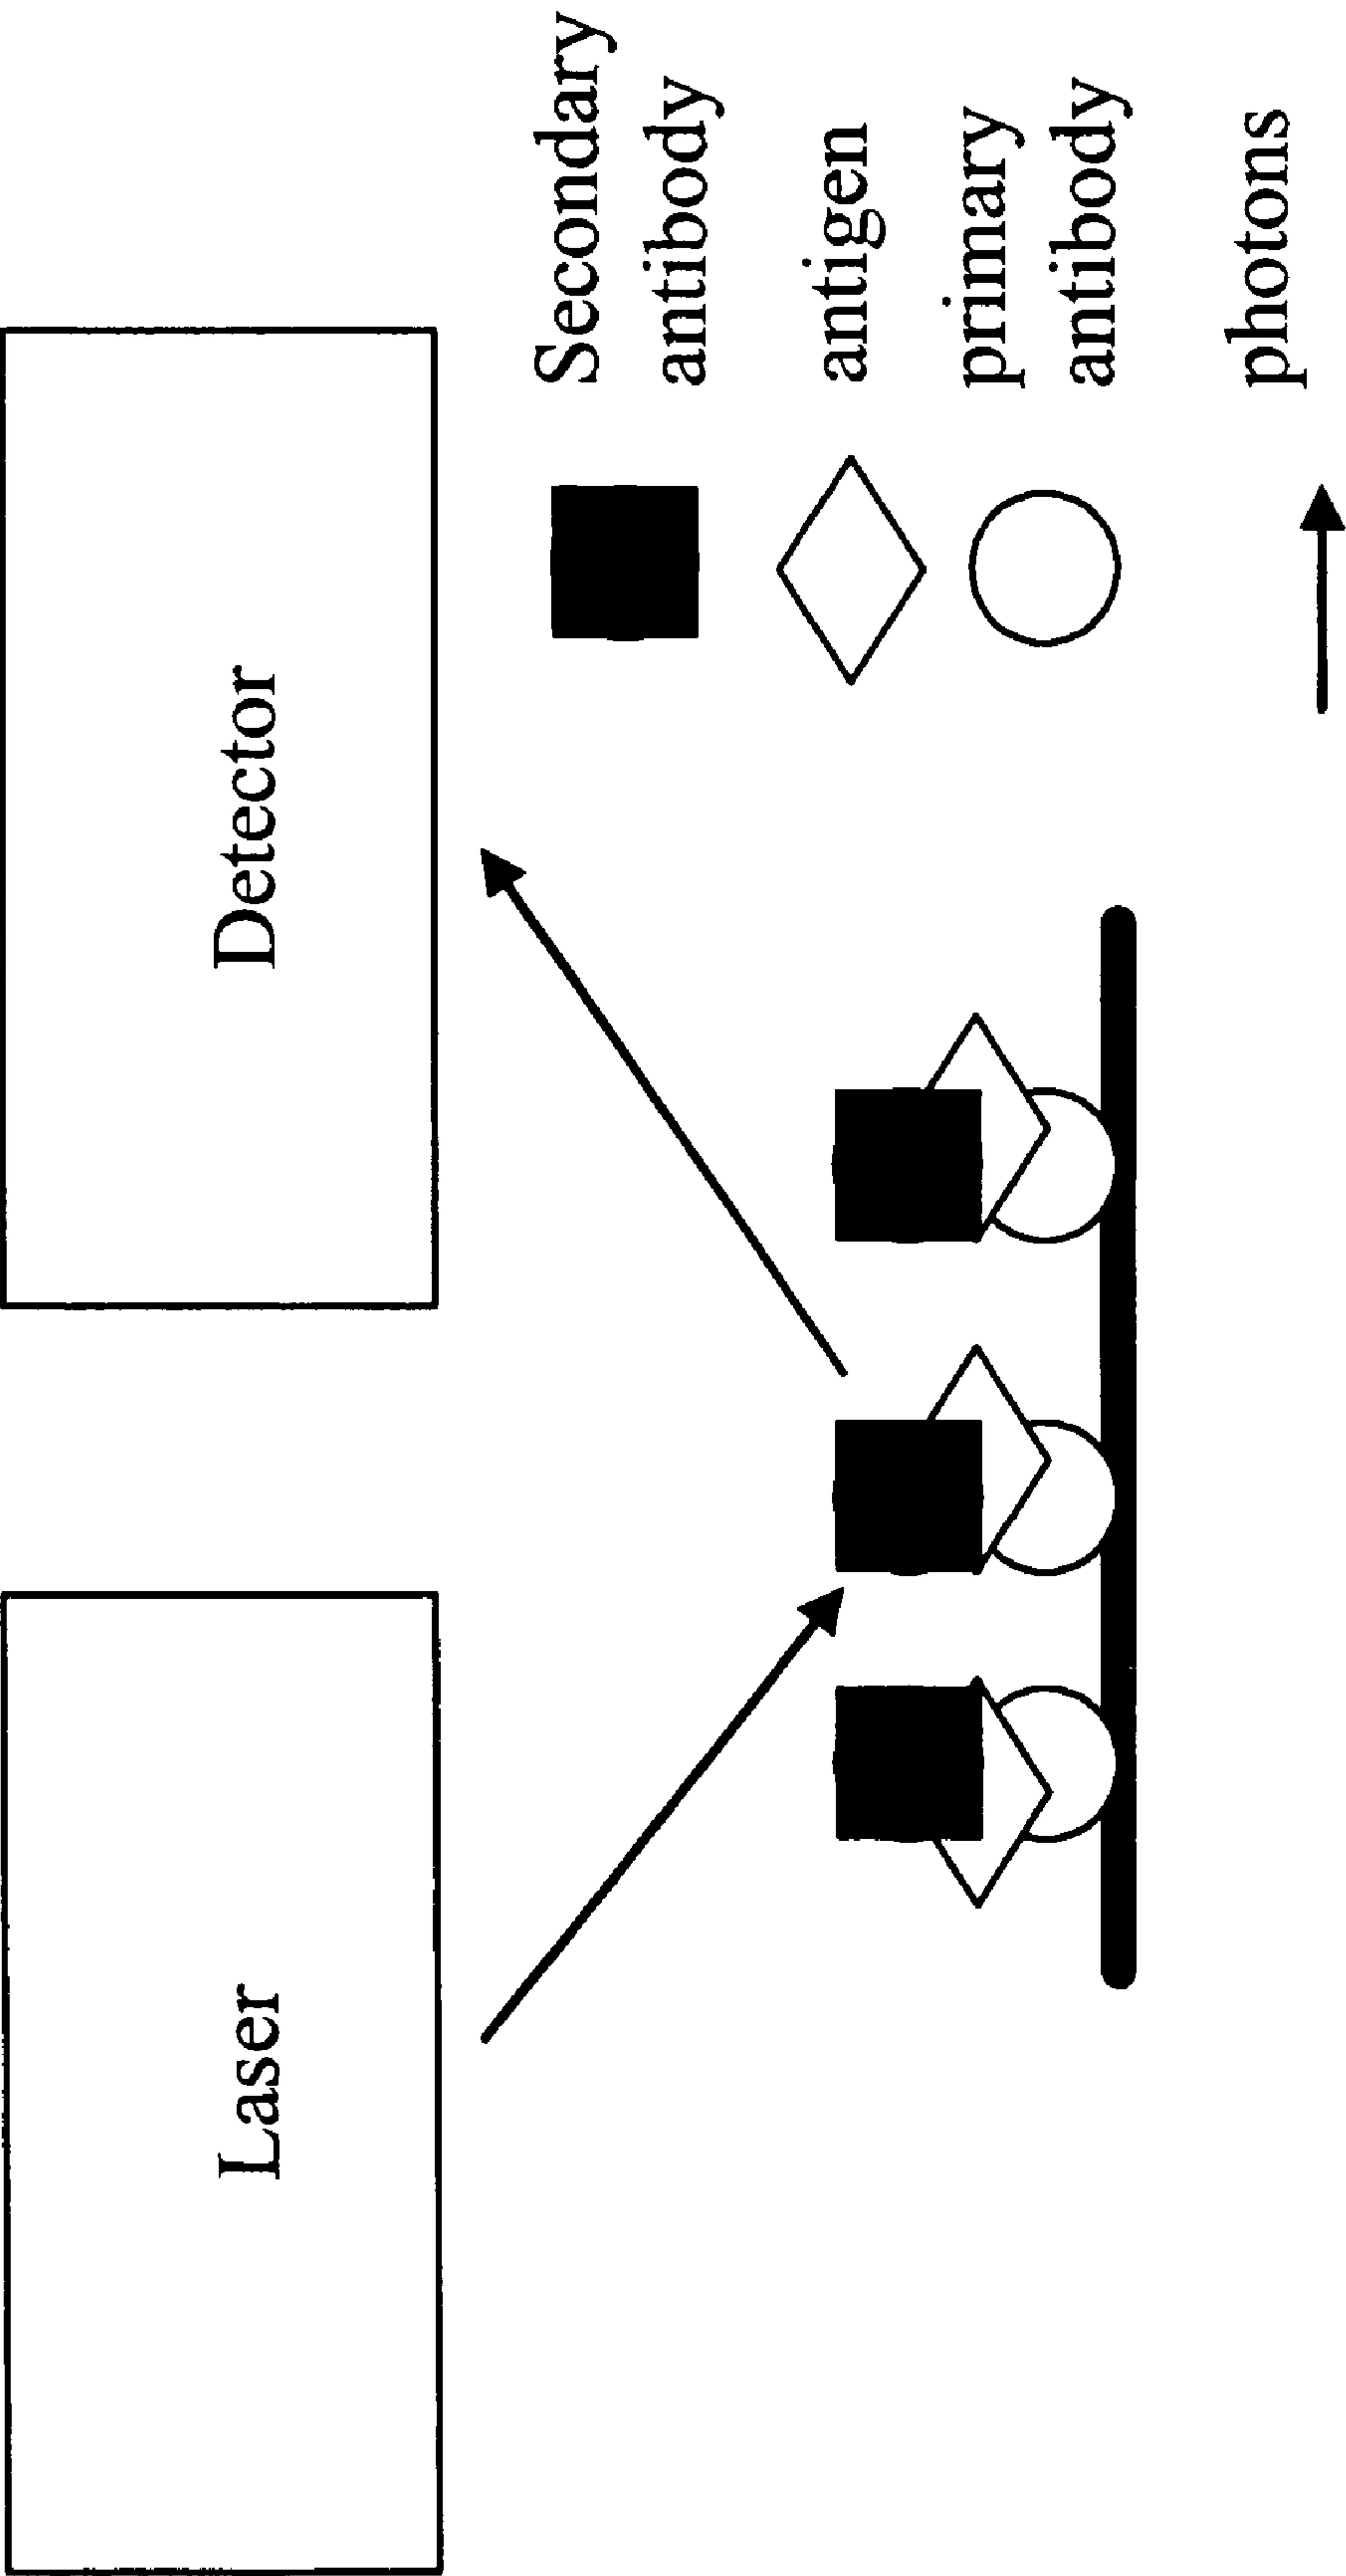 Laser
Detector
Secondary
antibody
antigen
primary
antibody
photons